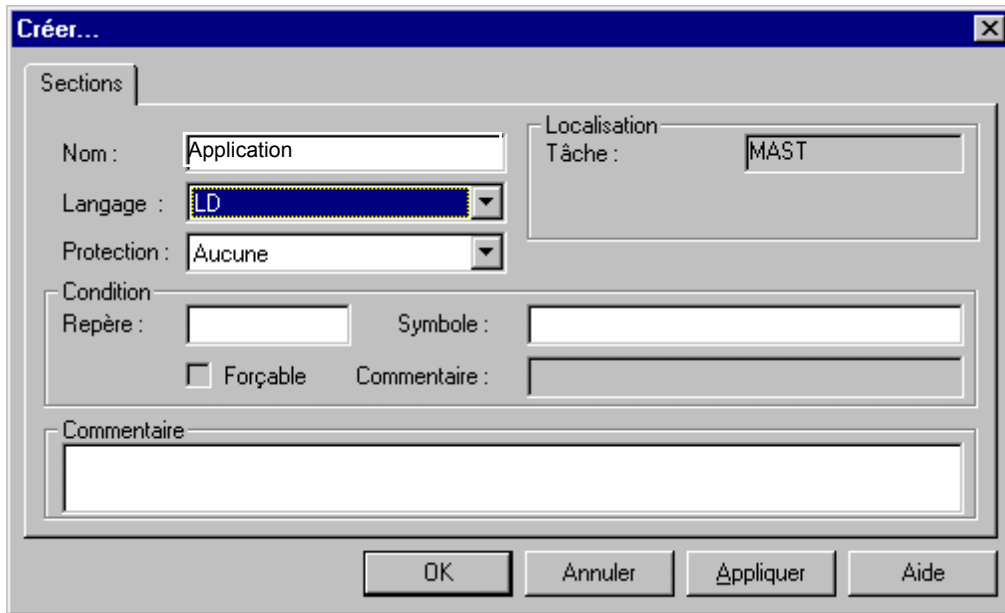 Créer...
Sections
Nom :
Application
Langage :
LD
Protection :
Aucune
Localisation
Tâche :
MAST
Condition
Repère :
Symbole :
Forçable
Commentaire :
Commentaire
OK
Annuler
Appliquer
Aide